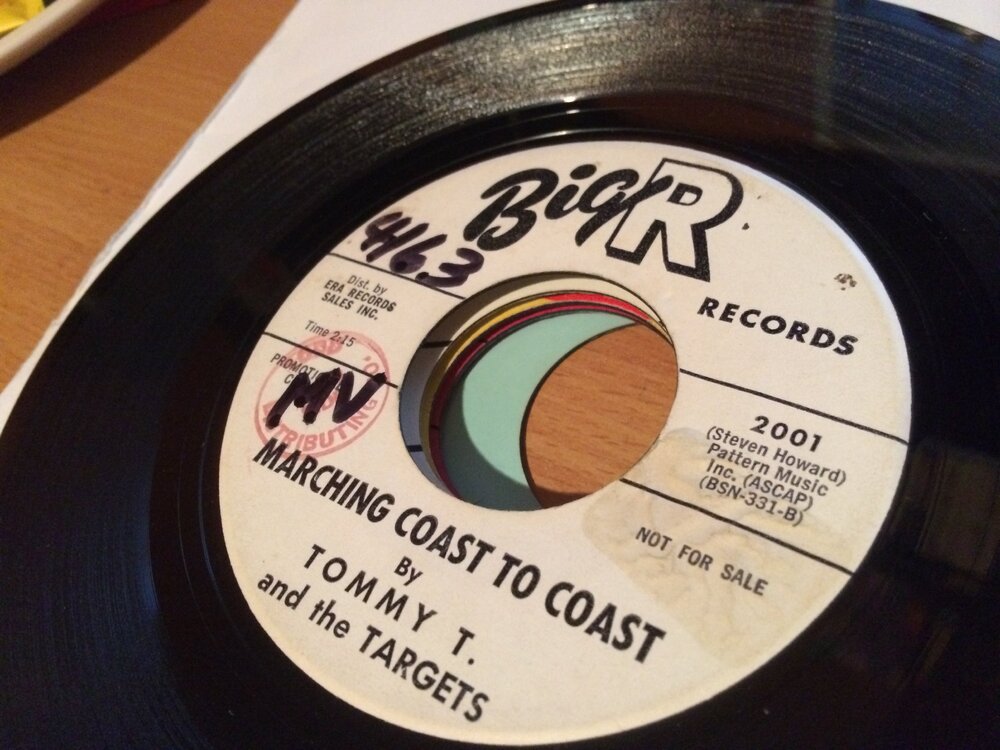 Big R
RECORDS
4163
Dist. by
ERA RECORDS
SALES INC.
Time 2:15
MV
DISTRIBUTING
2001
(Steven Howard)
Pattern Music
Inc. (ASCAP)
(BSN-331-B)
NOT FOR SALE
MARCHING COAST TO COAST
By
TOMMY T.
and the TARGETS